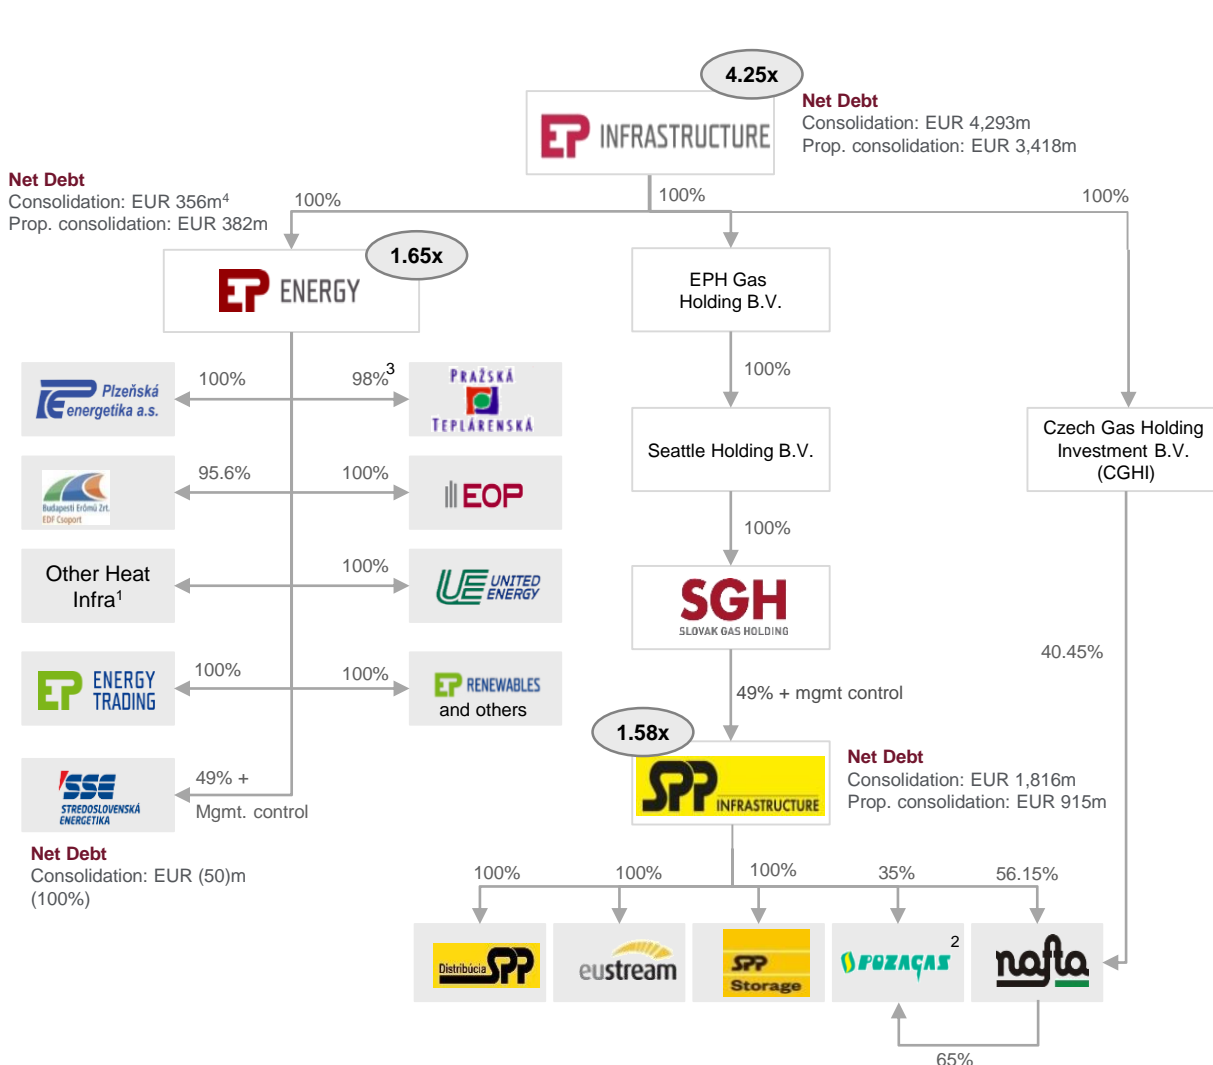 4.25x
EP INFRASTRUCTURE
Net Debt
Consolidation: EUR 4,293m
Prop. consolidation: EUR 3,418m
Net Debt
Consolidation: EUR 356m⁴
Prop. consolidation: EUR 382m
100%
100%
100%
1.65x
EP ENERGY
EPH Gas
Holding B.V.
100%
Plzeňská
energetika a.s.
100%
98%³
PRAŽSKÁ
TEPLÁRENSKÁ
Seattle Holding B.V.
Czech Gas Holding
Investment B.V.
(CGHI)
Budapesti Erőmű Zrt.
EDF Csoport
95.6%
100%
EOP
100%
Other Heat
Infra¹
100%
UE UNITED
ENERGY
SGH
SLOVAK GAS HOLDING
40.45%
EP ENERGY
TRADING
100%
100%
EP RENEWABLES
and others
49% + mgmt control
1.58x
SPP
INFRASTRUCTURE
Net Debt
Consolidation: EUR 1,816m
Prop. consolidation: EUR 915m
SSE
STREDOSLOVENSKÁ
ENERGETIKA
49% +
Mgmt. control
Net Debt
Consolidation: EUR (50)m
(100%)
100%
100%
100%
35%
56.15%
Distribúcia SPP
eustream
SPP
Storage
POZAGAS
2
nafta
65%